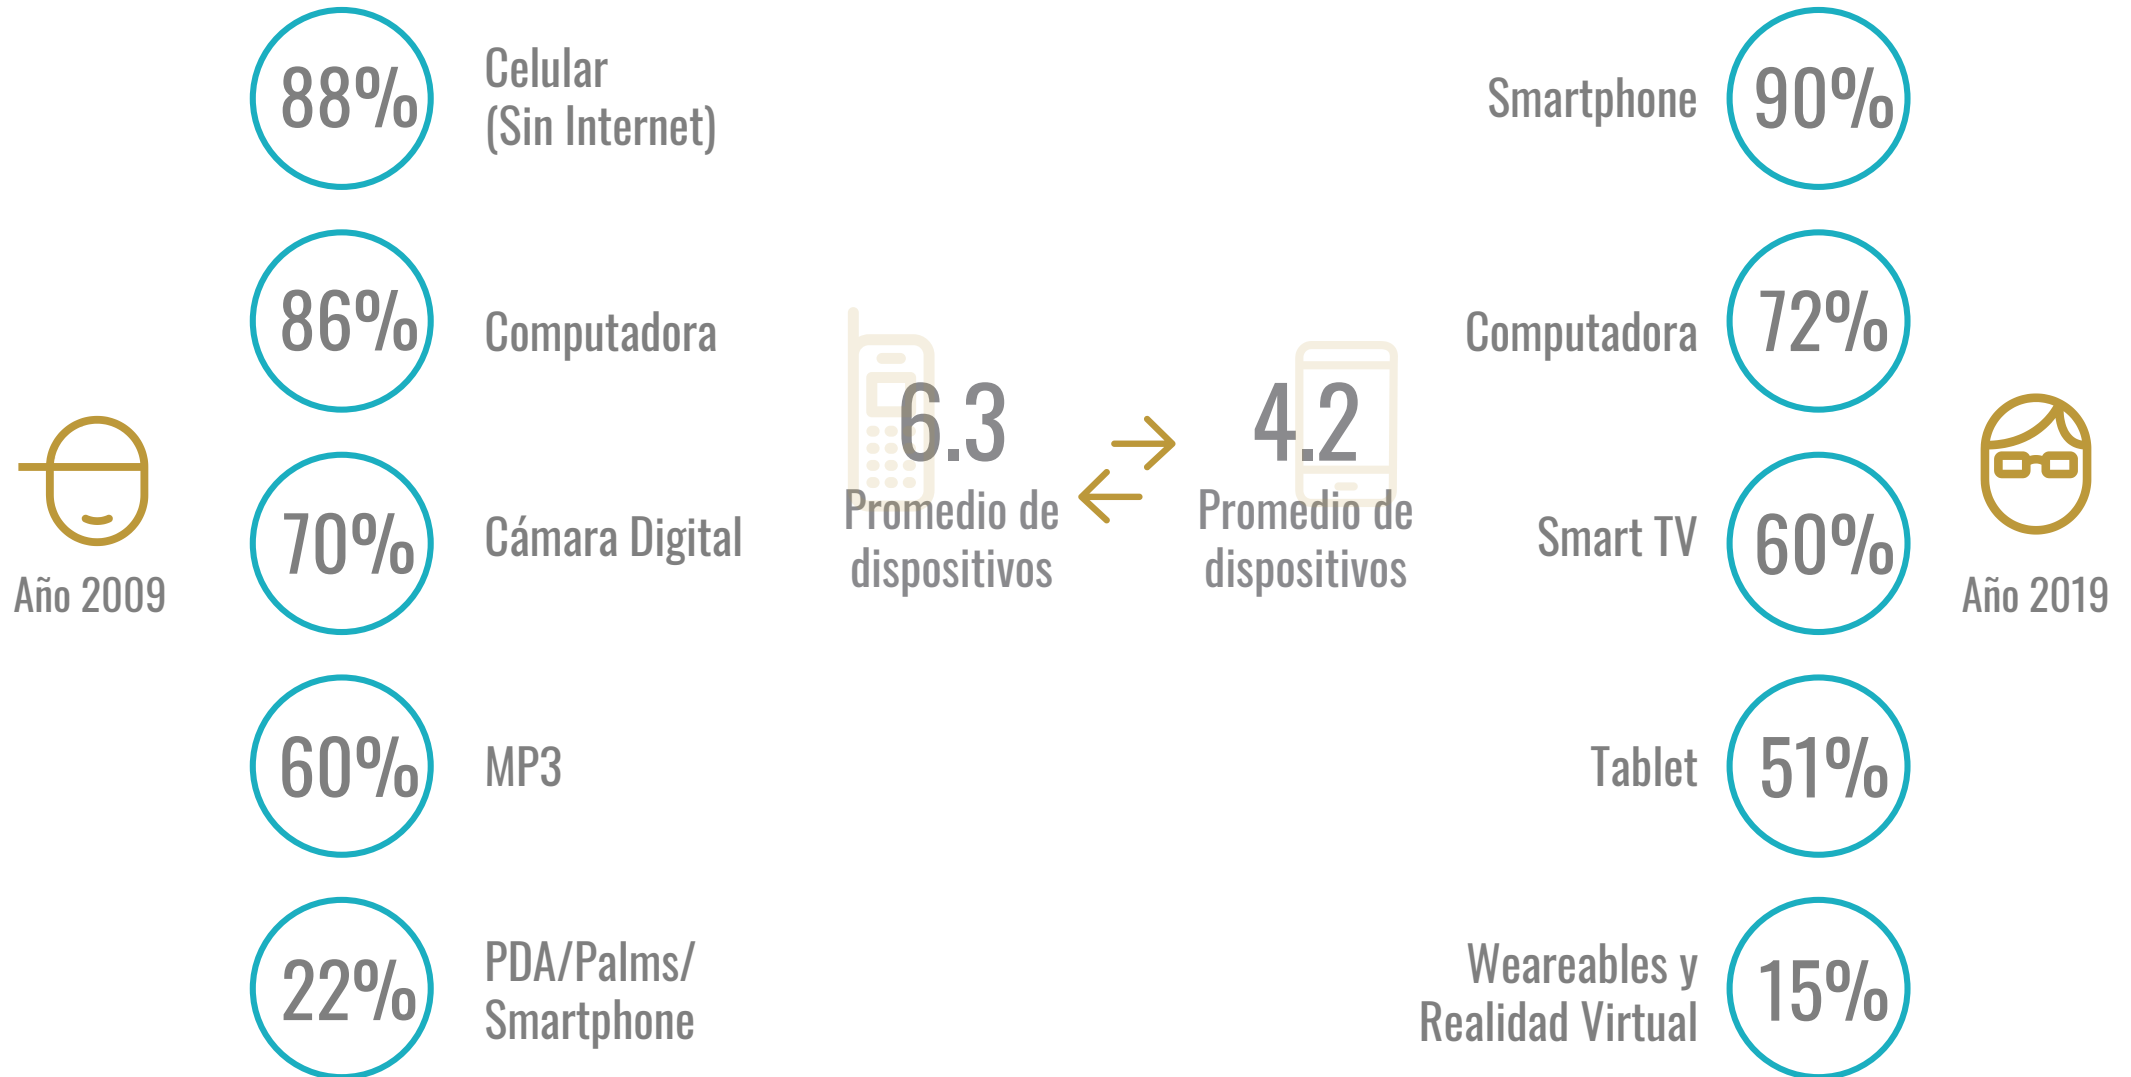 Año 2009
88%
Celular
(Sin Internet)
86%
Computadora
70%
Cámara Digital
60%
MP3
22%
PDA/Palms/
Smartphone
6.3
Promedio de
dispositivos
4.2
Promedio de
dispositivos
Smartphone
90%
Computadora
72%
Smart TV
60%
Tablet
51%
Weareables y
Realidad Virtual
15%
Año 2019